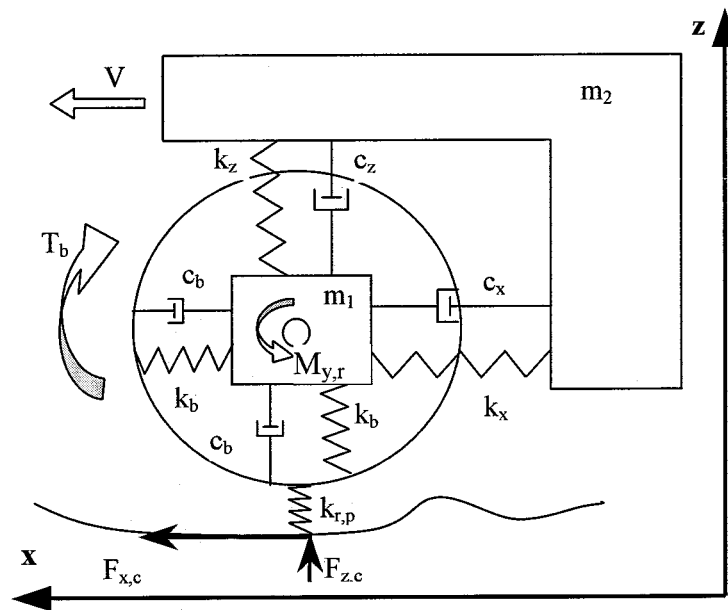 z
V
m₂
k_z
c_z
T_b
c_b
m₁
c_x
M_y,r
k_b
k_b
k_x
c_b
k_r,p
x
F_x,c
F_z.c